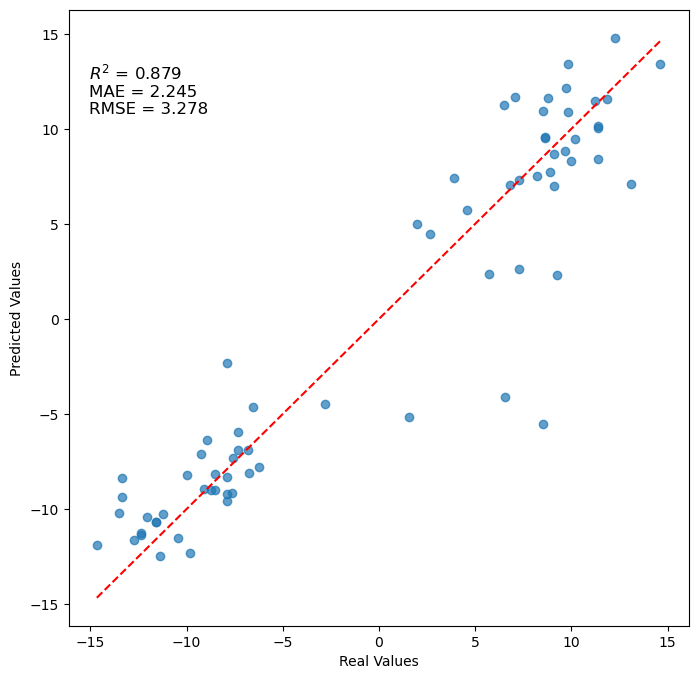 R² = 0.879
MAE = 2.245
RMSE = 3.278
15
10
5
0
−5
−10
−15
Predicted Values
−15 −10 −5 0 5 10 15
Real Values